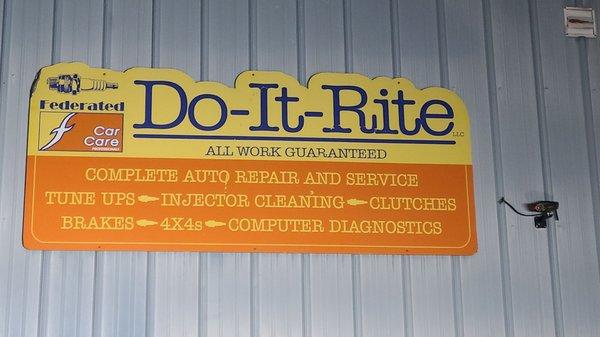 Federated
Car
Care
PROFESSIONALS
Do-It-Rite LLC
ALL WORK GUARANTEED
COMPLETE AUTO REPAIR AND SERVICE
TUNE UPS INJECTOR CLEANING CLUTCHES
BRAKES 4X4s COMPUTER DIAGNOSTICS